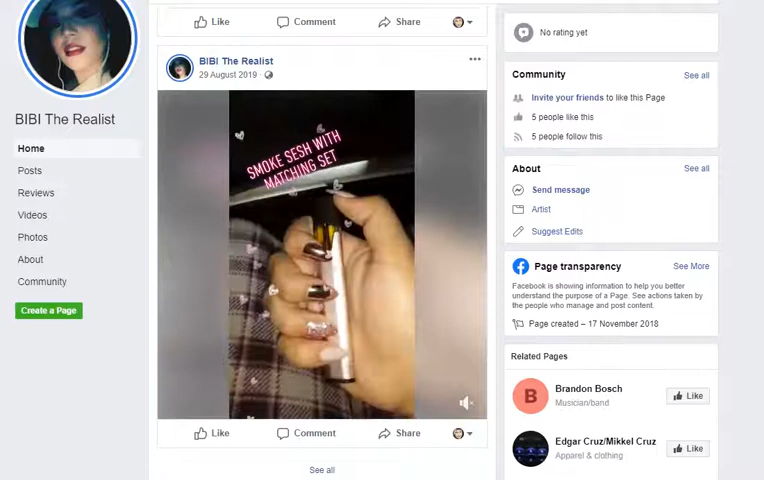 Like
Comment
Share
No rating yet
BIBI The Realist
29 August 2019
SMOKE SESH WITH
MATCHING SET
Community
See all
Invite your friends to like this Page
5 people like this
5 people follow this
BIBI The Realist
Home
Posts
Reviews
Videos
Photos
About
Community
Create a Page
About
See all
Send message
Artist
Suggest Edits
Page transparency
See More
Facebook is showing information to help you better
understand the purpose of a Page. See actions taken by
the people who manage and post content.
Page created – 17 November 2018
Related Pages
B
Brandon Bosch
Musician/band
Like
Edgar Cruz/Mikkel Cruz
Apparel & clothing
Like
Like
Comment
Share
See all